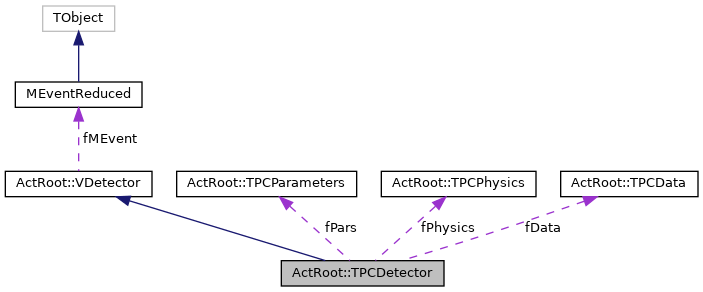 TObject
MEventReduced
fMEvent
ActRoot::VDetector
ActRoot::TPCParameters
ActRoot::TPCPhysics
ActRoot::TPCData
fPars
fPhysics
fData
ActRoot::TPCDetector